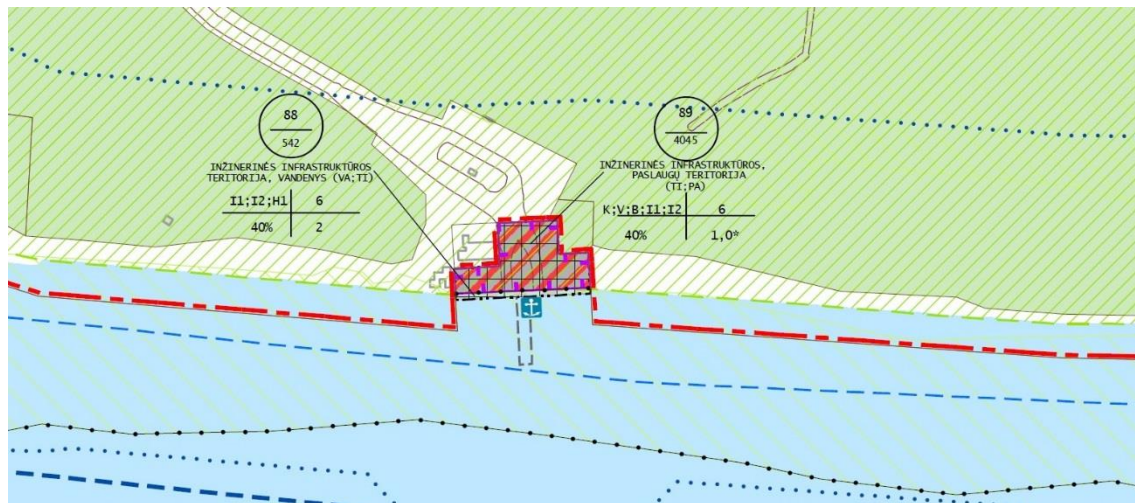 88
542
INŽINERINĖS INFRASTRUKTŪROS
TERITORIJA, VANDENYS (VA;TI)
I1;I2;H1 6
40% 2
89
4045
INŽINERINĖS INFRASTRUKTŪROS,
PASLAUGŲ TERITORIJA
(TI;PA)
K;V;B;I1;I2 6
40% 1,0*